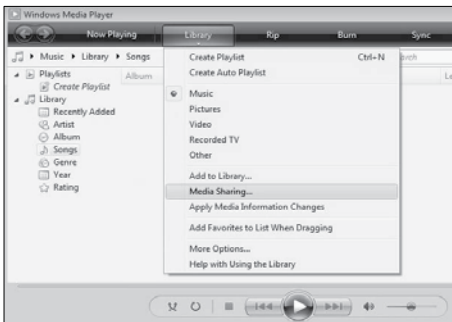 Windows Media Player
Now Playing Library Rip Burn Sync
Music Library Songs
Playlists
Create Playlist
Library
Recently Added
Artist
Album
Songs
Genre
Year
Rating
Album
Create Playlist Ctrl+N
Create Auto Playlist
Music
Pictures
Video
Recorded TV
Other
Add to Library...
Media Sharing...
Apply Media Information Changes
Add Favorites to List When Dragging
More Options...
Help with Using the Library